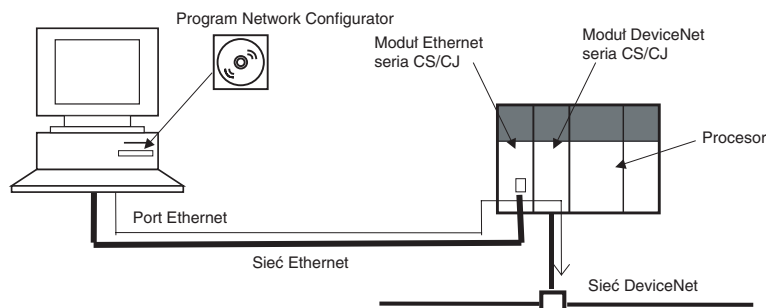 Program Network Configurator
Moduł Ethernet
seria CS/CJ
Moduł DeviceNet
seria CS/CJ
Procesor
Port Ethernet
Sieć Ethernet
Sieć DeviceNet